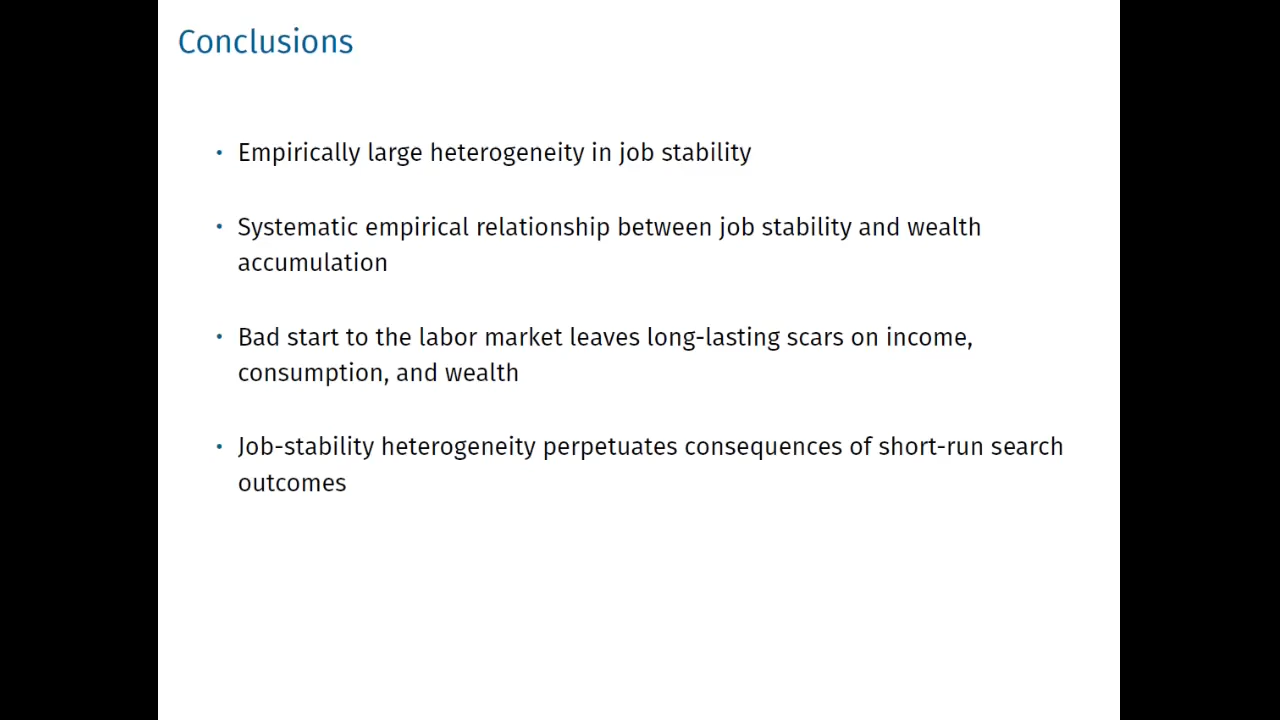 Conclusions
• Empirically large heterogeneity in job stability
• Systematic empirical relationship between job stability and wealth
accumulation
• Bad start to the labor market leaves long-lasting scars on income,
consumption, and wealth
• Job-stability heterogeneity perpetuates consequences of short-run search
outcomes